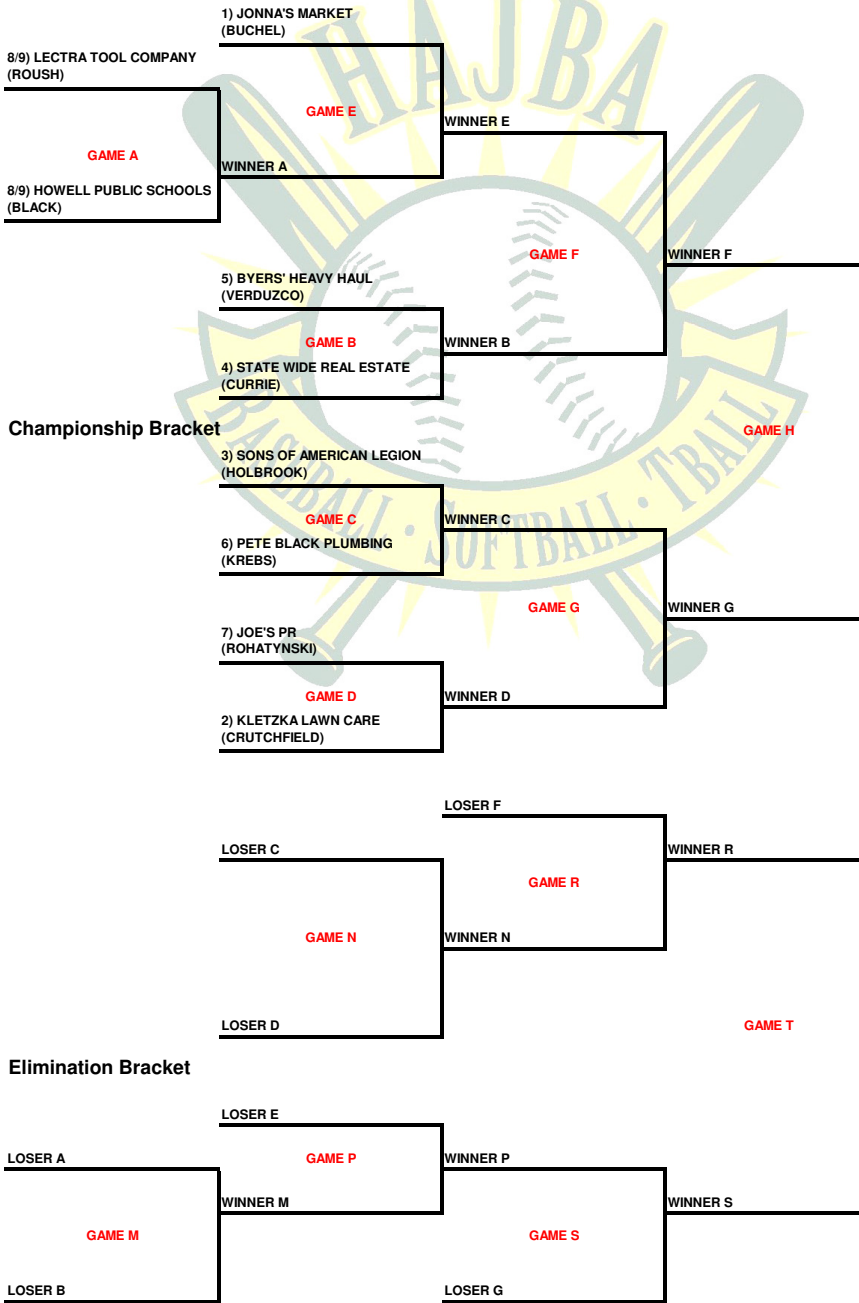 HAJBA
1) JONNA'S MARKET
(BUCHEL)
8/9) LECTRA TOOL COMPANY
(ROUSH)
GAME E
WINNER E
GAME A
WINNER A
8/9) HOWELL PUBLIC SCHOOLS
(BLACK)
GAME F
WINNER F
5) BYERS' HEAVY HAUL
(VERDUZCO)
GAME B
WINNER B
4) STATE WIDE REAL ESTATE
(CURRIE)
Championship Bracket
GAME H
3) SONS OF AMERICAN LEGION
(HOLBROOK)
BASEBALL • SOFTBALL • TBALL
GAME C
WINNER C
6) PETE BLACK PLUMBING
(KREBS)
GAME G
WINNER G
7) JOE'S PR
(ROHATYNSKI)
GAME D
WINNER D
2) KLETZKA LAWN CARE
(CRUTCHFIELD)
LOSER F
LOSER C
WINNER R
GAME R
GAME N
WINNER N
LOSER D
GAME T
Elimination Bracket
LOSER E
LOSER A
GAME P
WINNER P
WINNER M
WINNER S
GAME M
GAME S
LOSER B
LOSER G